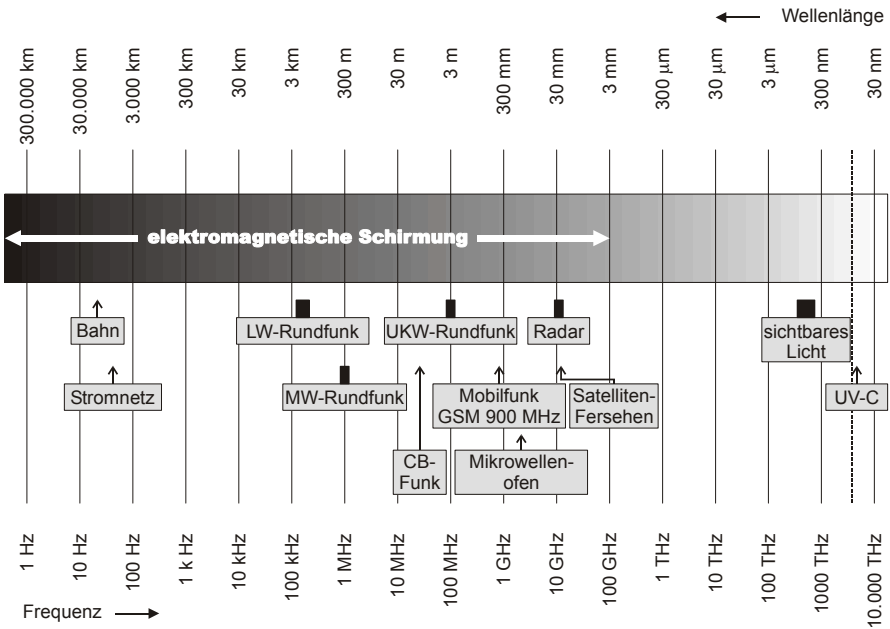 Wellenlänge
300.000 km
30.000 km
3.000 km
300 km
30 km
3 km
300 m
30 m
3 m
300 mm
30 mm
3 mm
300 µm
30 µm
3 µm
300 nm
30 nm
elektromagnetische Schirmung
Bahn
LW-Rundfunk
UKW-Rundfunk
Radar
sichtbares
Licht
Stromnetz
MW-Rundfunk
Mobilfunk
GSM 900 MHz
Satelliten-
Fersehen
UV-C
CB-
Funk
Mikrowellen-
ofen
1 Hz
10 Hz
100 Hz
1 k Hz
10 kHz
100 kHz
1 MHz
10 MHz
100 MHz
1 GHz
10 GHz
100 GHz
1 THz
10 THz
100 THz
1000 THz
10.000 THz
Frequenz